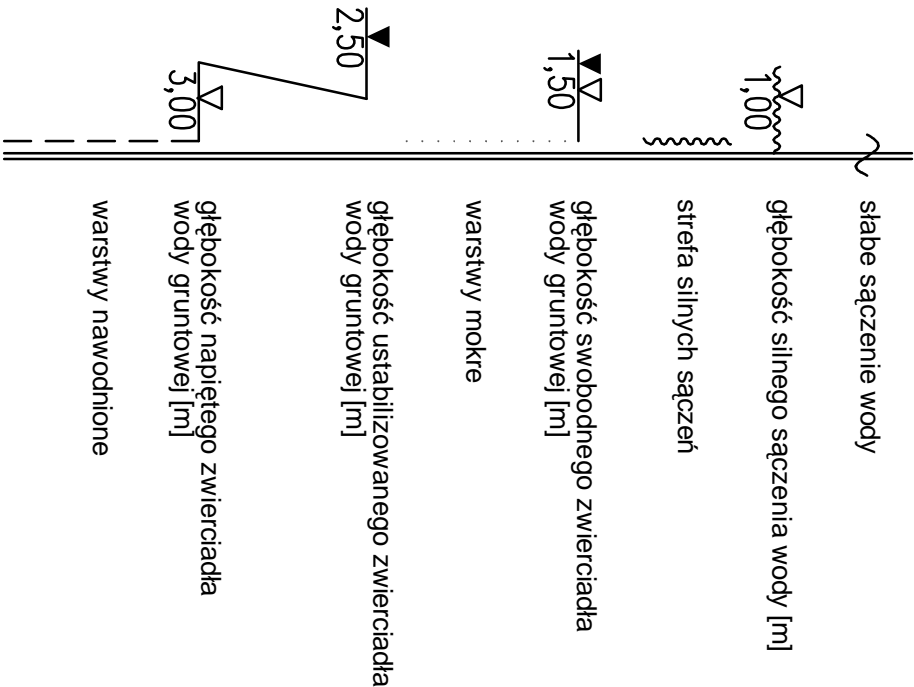 słabe sączenie wody
1,00
głębokość silnego sączenia wody [m]
strefa silnych sączeń
1,50
głębokość swobodnego zwierciadła
wody gruntowej [m]
warstwy mokre
2,50
głębokość ustabilizowanego zwierciadła
wody gruntowej [m]
3,00
głębokość napiętego zwierciadła
wody gruntowej [m]
warstwy nawodnione